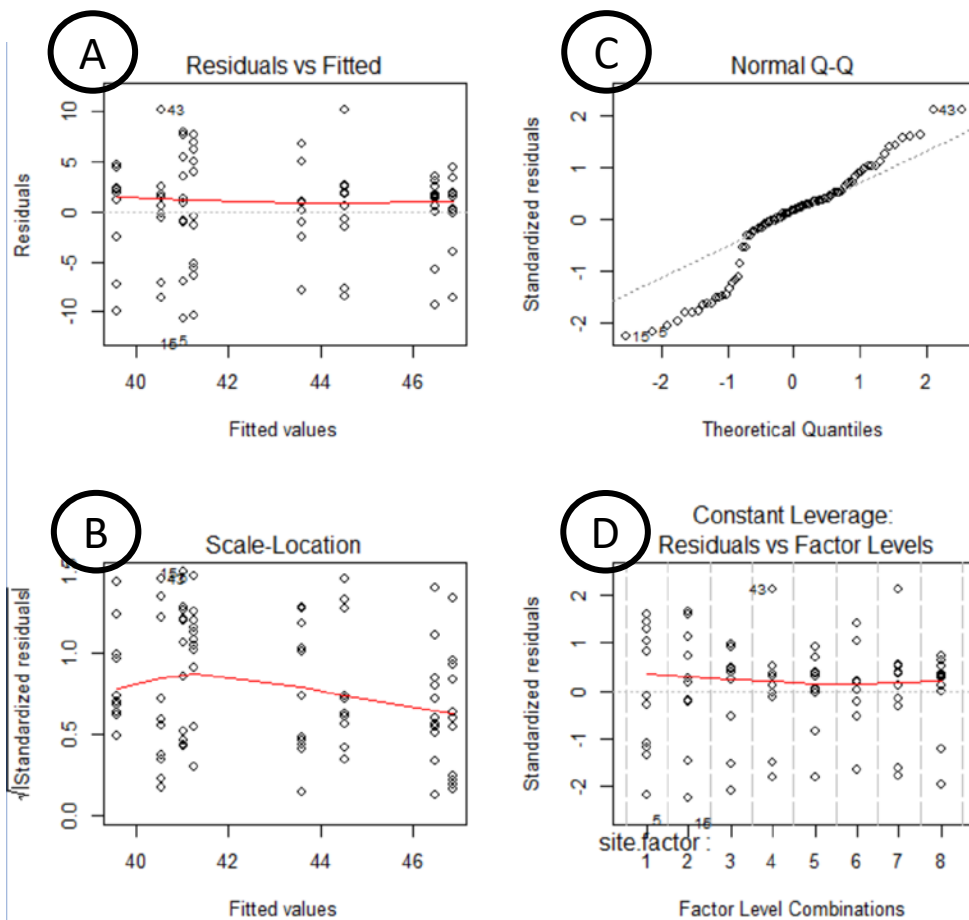 A
Residuals vs Fitted
Residuals
10
5
0
-5
-10
43
5
40
42
44
46
Fitted values
C
Normal Q-Q
Standardized residuals
2
1
0
-1
-2
43
15
5
-2
-1
0
1
2
Theoretical Quantiles
B
Scale-Location
√|Standardized residuals
1.0
0.5
0.0
43
40
42
44
46
Fitted values
D
Constant Leverage:
Residuals vs Factor Levels
Standardized residuals
2
1
0
-1
-2
43
5
site.factor :
1
2
3
4
5
6
7
8
Factor Level Combinations